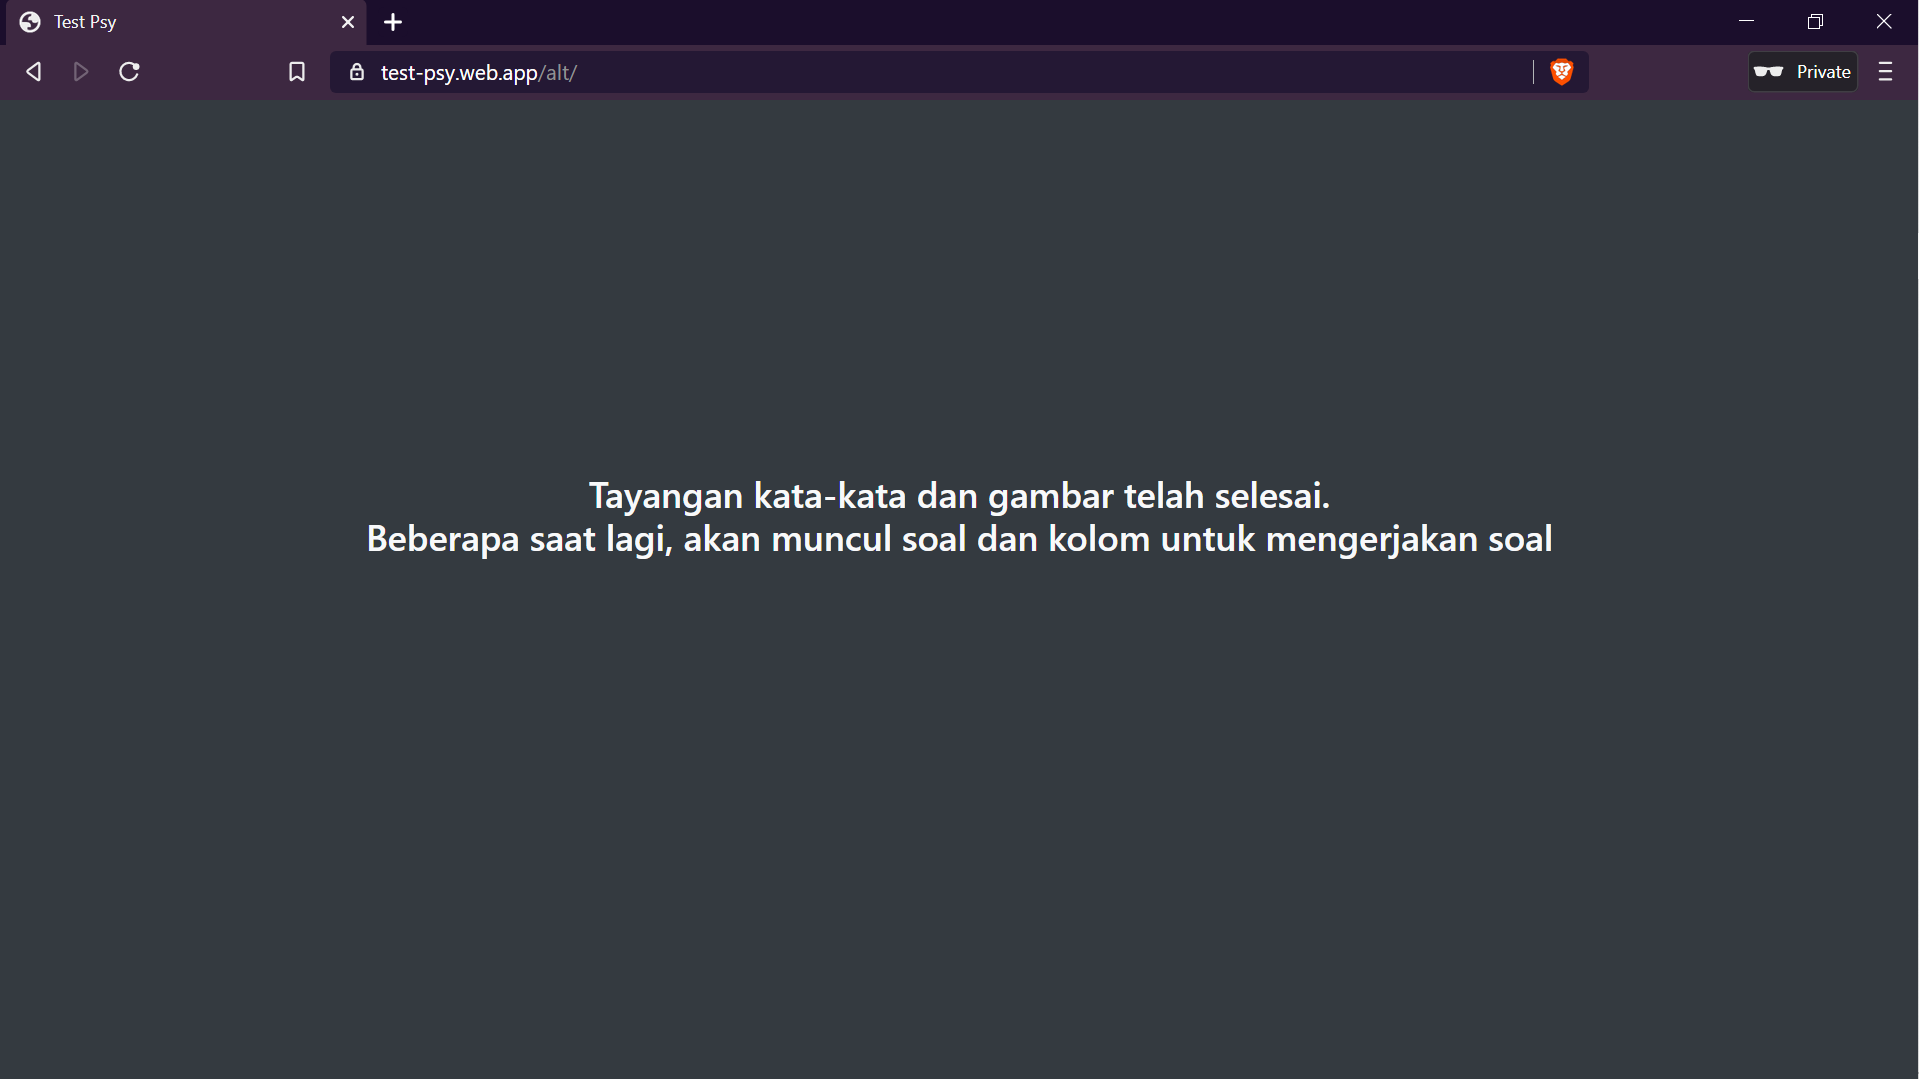 Test Psy
test-psy.web.app/alt/
Private
Tayangan kata-kata dan gambar telah selesai.
Beberapa saat lagi, akan muncul soal dan kolom untuk mengerjakan soal